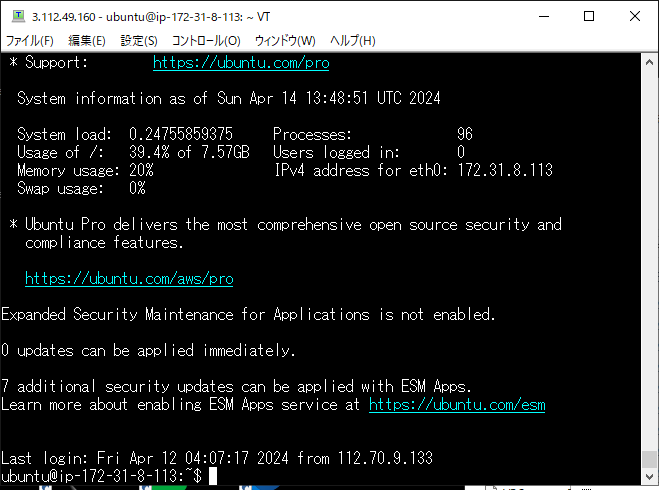 3.112.49.160 - ubuntu@ip-172-31-8-113: ~ VT
ファイル(F) 編集(E) 設定(S) コントロール(O) ウィンドウ(W) ヘルプ(H)
* Support: https://ubuntu.com/pro
System information as of Sun Apr 14 13:48:51 UTC 2024
System load: 0.24755859375 Processes: 96
Usage of /: 39.4% of 7.57GB Users logged in: 0
Memory usage: 20% IPv4 address for eth0: 172.31.8.113
Swap usage: 0%
* Ubuntu Pro delivers the most comprehensive open source security and
compliance features.
https://ubuntu.com/aws/pro
Expanded Security Maintenance for Applications is not enabled.
0 updates can be applied immediately.
7 additional security updates can be applied with ESM Apps.
Learn more about enabling ESM Apps service at https://ubuntu.com/esm
Last login: Fri Apr 12 04:07:17 2024 from 112.70.9.133
ubuntu@ip-172-31-8-113:~$